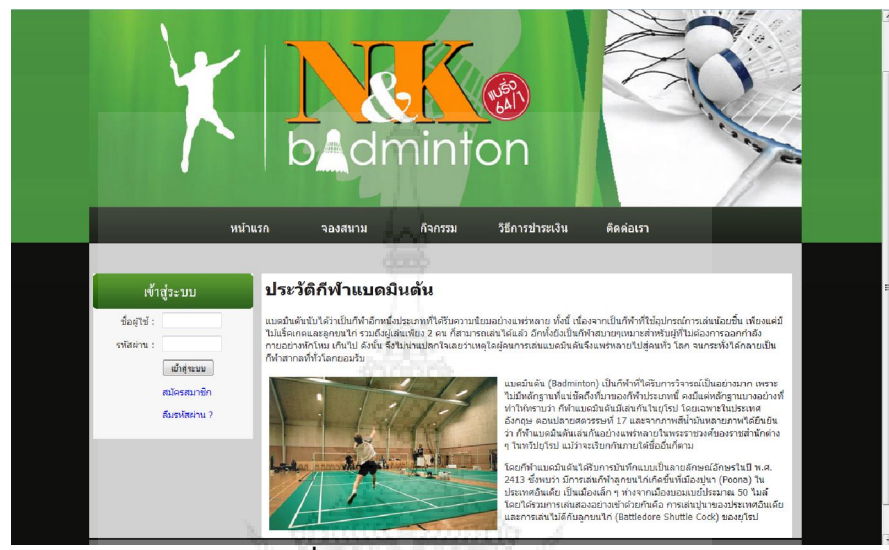 N&K
แบริ่ง
64/1
badminton
หน้าแรก จองสนาม กิจกรรม วิธีการชำระเงิน ติดต่อเรา
เข้าสู่ระบบ
ชื่อผู้ใช้ :
รหัสผ่าน :
เข้าสู่ระบบ
สมัครสมาชิก
ลืมรหัสผ่าน ?
ประวัติกีฬาแบดมินตัน
แบดมินตันนับได้ว่าเป็นกีฬาอีกหนึ่งประเภทที่ได้รับความนิยมอย่างแพร่หลาย ทั้งนี้ เนื่องจากเป็นกีฬาที่ใช้อุปกรณ์การเล่นน้อยชิ้น เพียงแค่มี
ไม้แร็คเกตและลูกขนไก่ รวมถึงผู้เล่นเพียง 2 คน ก็สามารถเล่นได้แล้ว อีกทั้งยังเป็นกีฬาสบายๆเหมาะสำหรับผู้ที่ไม่ต้องการออกกำลัง
กายอย่างหักโหม เกินไป ดังนั้น จึงไม่น่าแปลกใจเลยว่าเหตุใดผู้คนการเล่นแบดมินตันจึงแพร่หลายไปสู่คนทั่ว โลก จนกระทั่งได้กลายเป็น
กีฬาสากลที่ทั่วโลกยอมรับ
แบดมินตัน (Badminton) เป็นกีฬาที่ได้รับการวิจารณ์เป็นอย่างมาก เพราะ
ไม่มีหลักฐานที่แน่ชัดถึงที่มาของกีฬาประเภทนี้ คงมีแต่หลักฐานบางอย่างที่
ทำให้ทราบว่า กีฬาแบดมินตันมีเล่นกันในยุโรป โดยเฉพาะในประเทศ
อังกฤษ ตอนปลายศตวรรษที่ 17 และจากภาพสีน้ำมันหลายภาพได้ยืนยัน
ว่า กีฬาแบดมินตันเล่นกันอย่างแพร่หลายในพระราชวงศ์ของราชสำนักต่าง
ๆ ในทวีปยุโรป แม้ว่าจะเรียกกันภายใต้ชื่ออื่นก็ตาม
โดยกีฬาแบดมินตันได้รับการบันทึกแบบเป็นลายลักษณ์อักษรในปี พ.ศ.
2413 ซึ่งพบว่า มีการเล่นกีฬาลูกขนไก่เกิดขึ้นที่เมืองปูนา (Poona) ใน
ประเทศอินเดีย เป็นเมืองเล็ก ๆ ห่างจากเมืองบอมเบย์ประมาณ 50 ไมล์
โดยได้รวมการเล่นสองอย่างเข้าด้วยกันคือ การเล่นปูนาของประเทศอินเดีย
และการเล่นไม้ตีกับลูกขนไก่ (Battledore Shuttle Cock) ของยุโรป